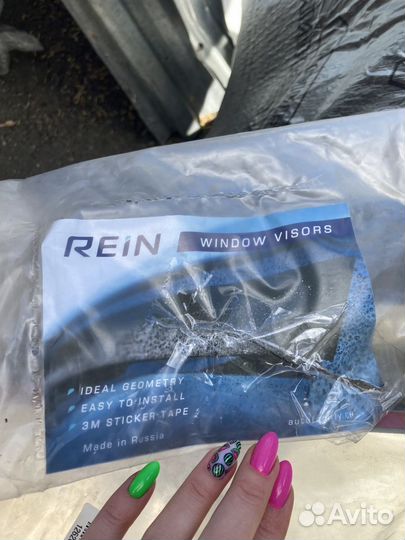 REIN
WINDOW VISORS
IDEAL GEOMETRY
EASY TO INSTALL
3M STICKER TAPE
Made in Russia
Avito